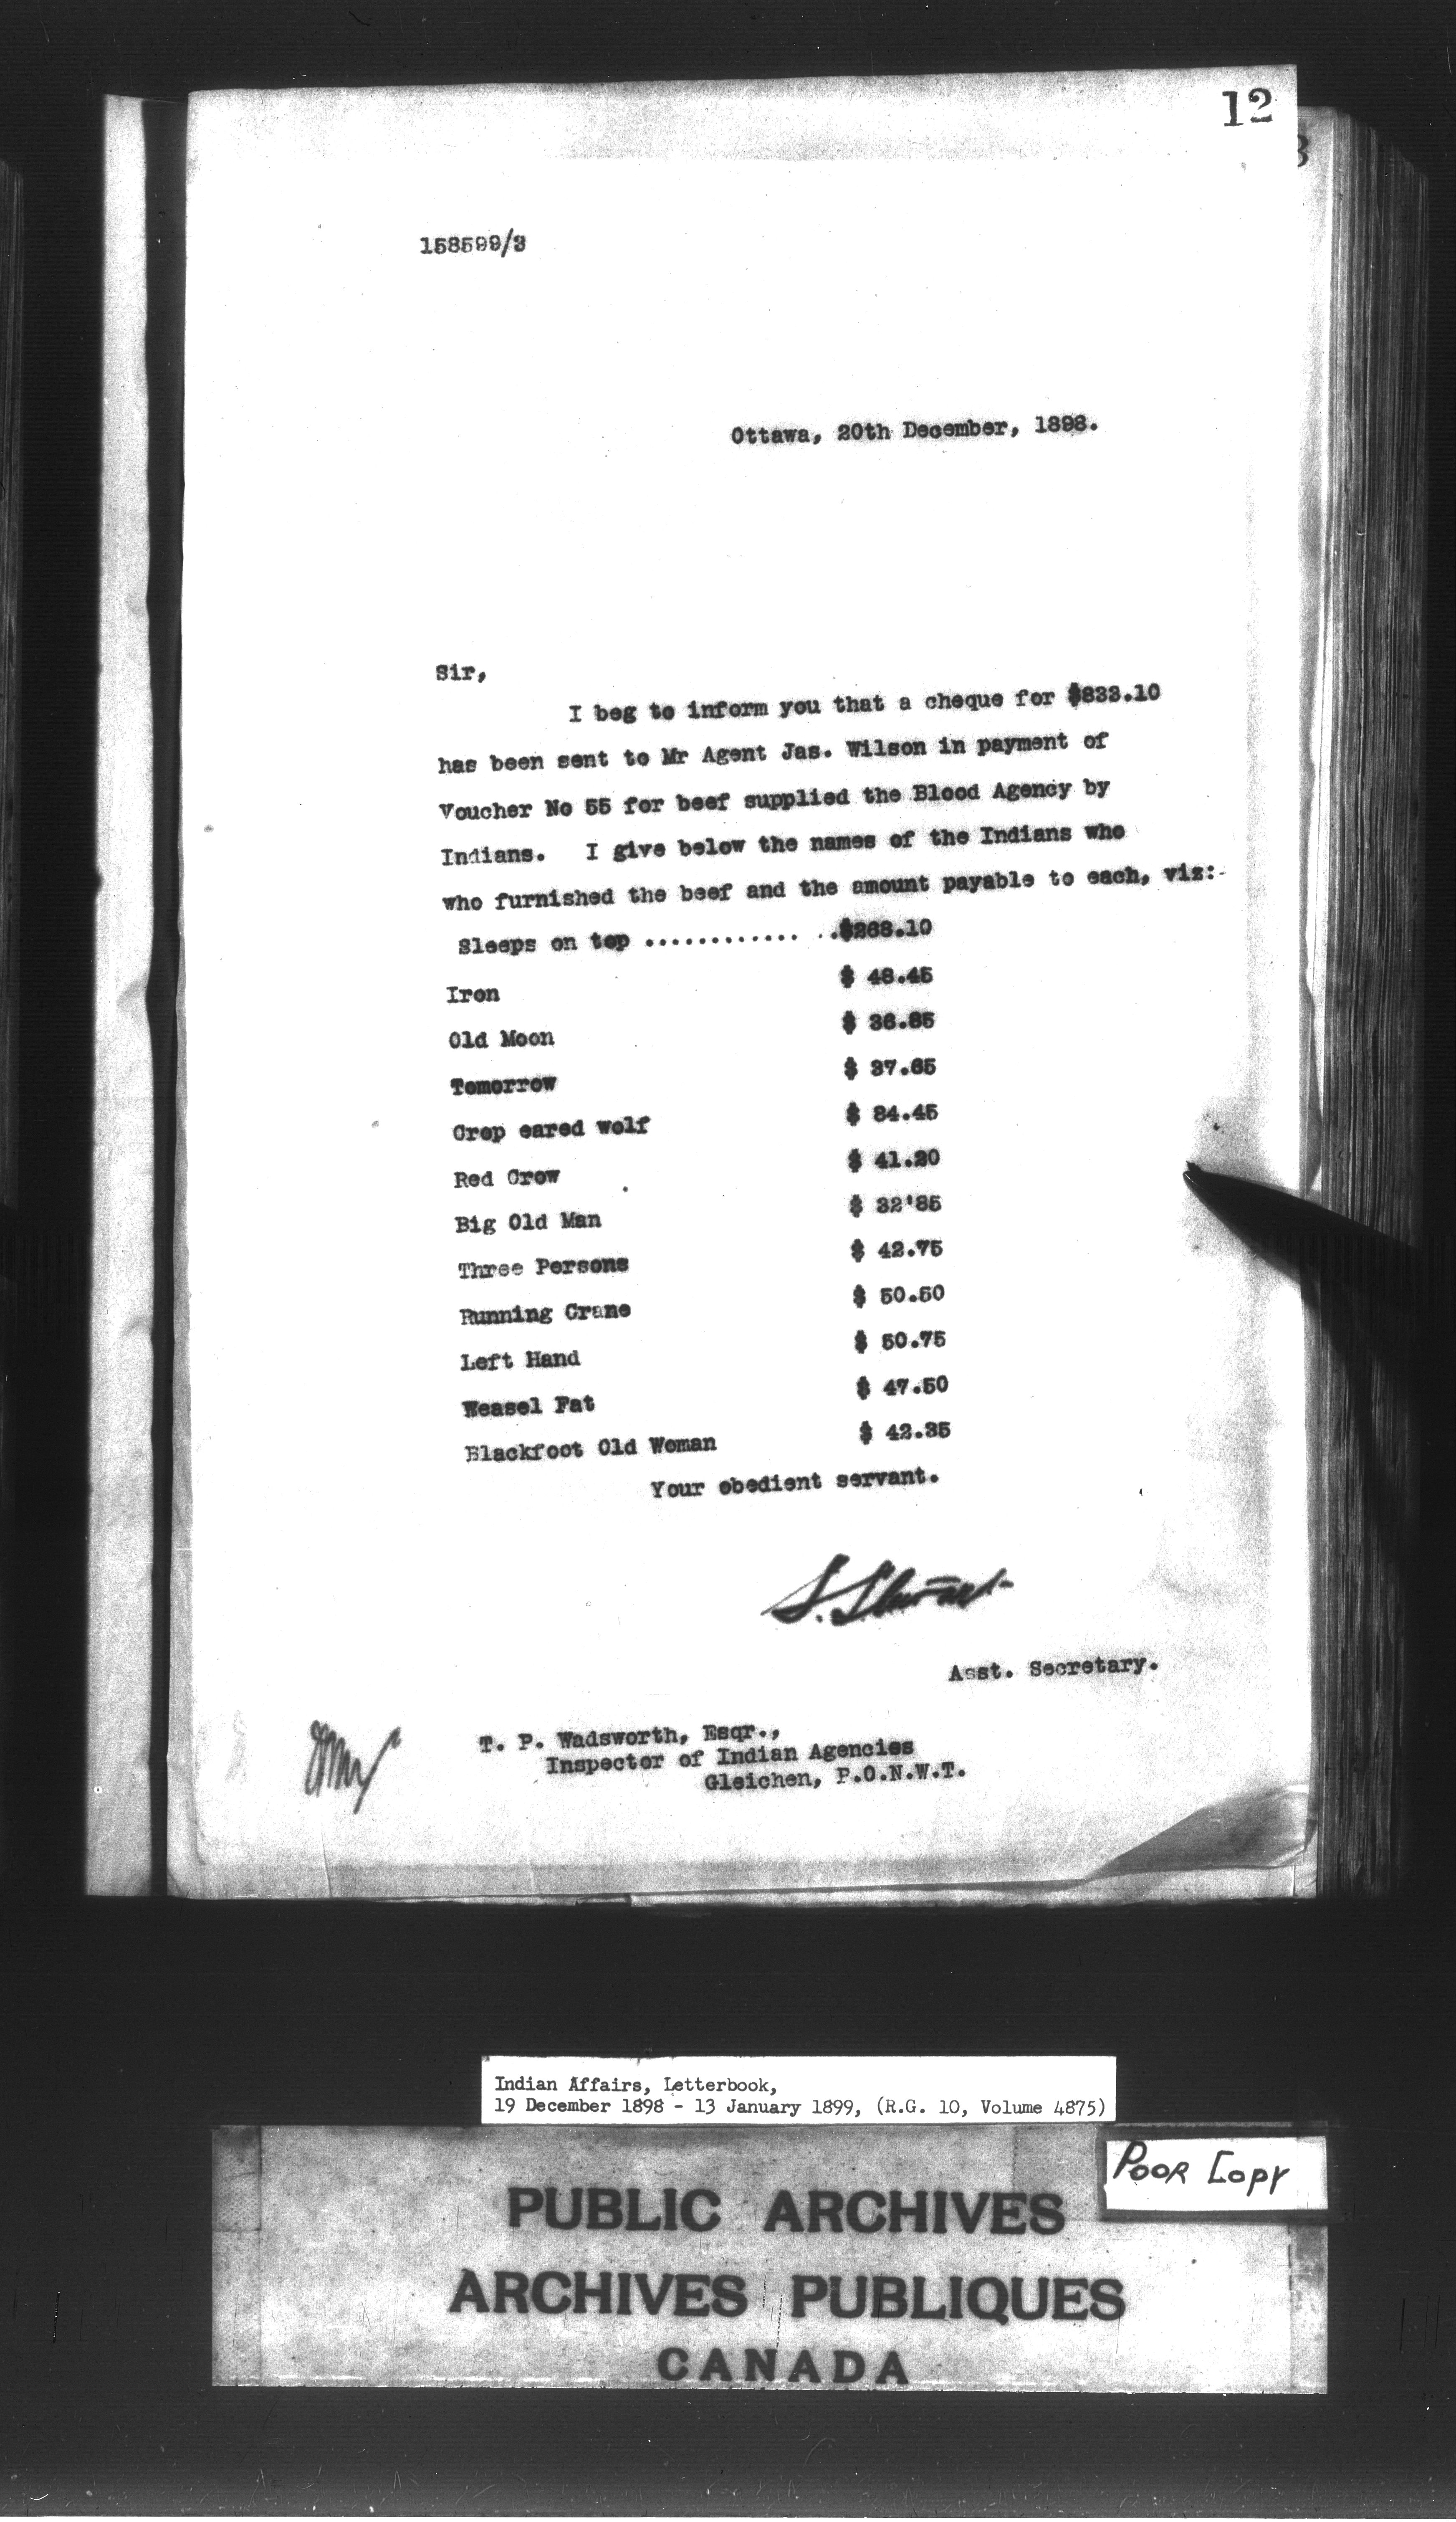 12
3
158599/3
Ottawa, 20th December, 1898.
Sir,
I beg to inform you that a cheque for $833.10
has been sent to Mr Agent Jas. Wilson in payment of
Voucher No 55 for beef supplied the Blood Agency by
Indians. I give below the names of the Indians who
who furnished the beef and the amount payable to each, viz:-
Sleeps on top ............ ..$268.10
Iron $ 48.45
Old Moon $ 36.85
Tomorrow $ 37.65
Crop eared wolf $ 84.45
Red Crow $ 41.20
Big Old Man $ 32'85
Three Persons $ 42.75
Running Crane $ 50.50
Left Hand $ 50.75
Weasel Fat $ 47.50
Blackfoot Old Woman $ 42.35
Your obedient servant.
S. Stewart
Asst. Secretary.
T. P. Wadsworth, Esqr.,
Inspector of Indian Agencies
Gleichen, P.O.N.W.T.
Indian Affairs, Letterbook,
19 December 1898 - 13 January 1899, (R.G. 10, Volume 4875)
POOR COPY
PUBLIC ARCHIVES
ARCHIVES PUBLIQUES
CANADA